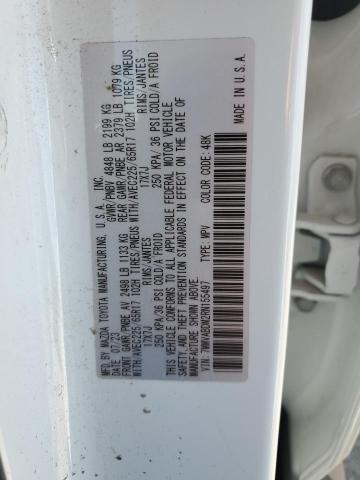 MFD. BY MAZDA TOYOTA MANUFACTURING, U.S.A., INC.
DATE 07/23 GVWR/PNBV 4848 LB 2199 KG
FRONT GAWR/PNBE AV 2498 LB 1133 KG REAR GAWR/PNBE AR 2379 LB 1079 KG
WITH/AVEC225/65R17 102H TIRES/PNEUS WITH/AVEC225/65R17 102H TIRES/PNEUS
17X7J RIMS/JANTES 17X7J RIMS/JANTES
250 KPA/ 36 PSI COLD/A FROID 250 KPA/ 36 PSI COLD/A FROID
THIS VEHICLE CONFORMS TO ALL APPLICABLE FEDERAL MOTOR VEHICLE
SAFETY AND THEFT PREVENTION STANDARDS IN EFFECT ON THE DATE OF
MANUFACTURE SHOWN ABOVE.
VIN: TYPE: MPV COLOR CODE: 48K
MADE IN U.S.A.